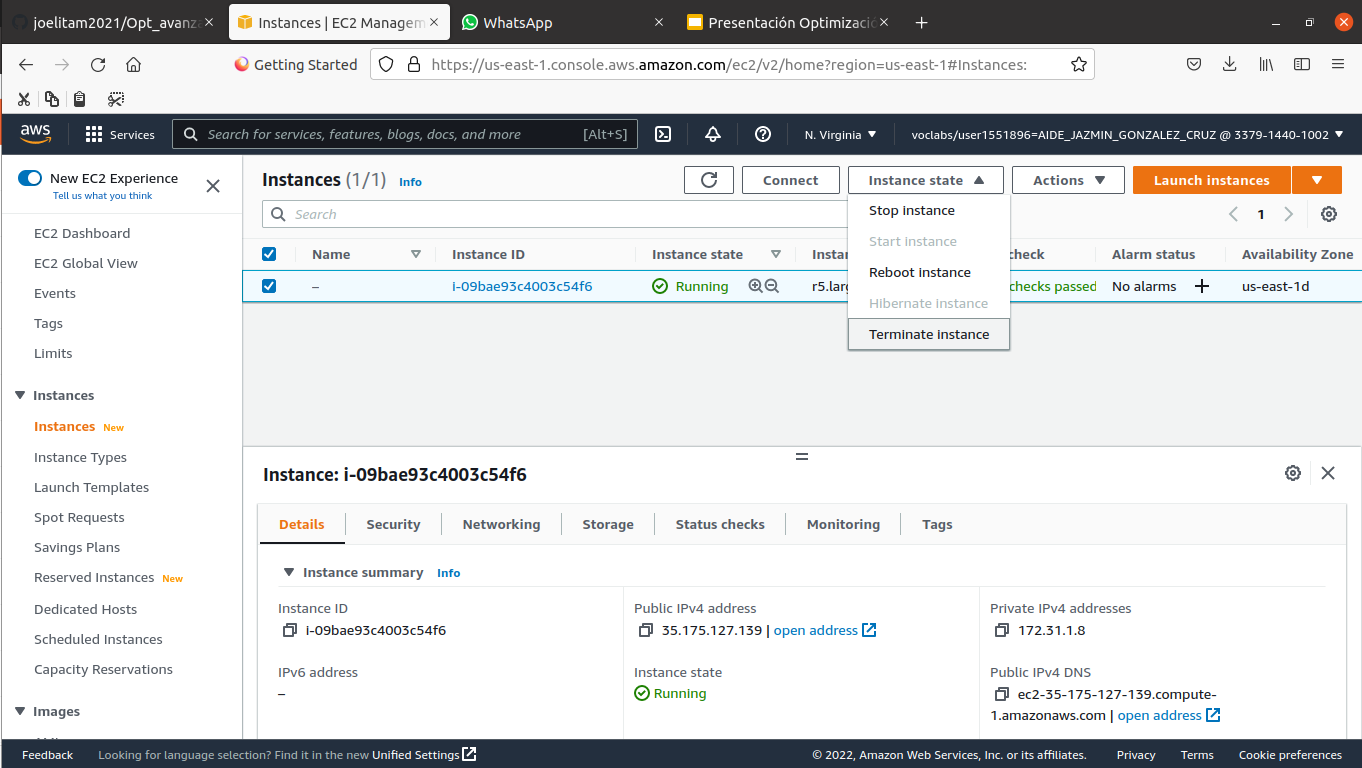 joelitam2021/Opt_avanza
Instances | EC2 Managem
WhatsApp
Presentación Optimizació
Getting Started
https://us-east-1.console.aws.amazon.com/ec2/v2/home?region=us-east-1#Instances:
aws
Services
Search for services, features, blogs, docs, and more
[Alt+S]
N. Virginia
voclabs/user1551896=AIDE_JAZMIN_GONZALEZ_CRUZ @ 3379-1440-1002
New EC2 Experience
Tell us what you think
EC2 Dashboard
EC2 Global View
Events
Tags
Limits
Instances
Instances New
Instance Types
Launch Templates
Spot Requests
Savings Plans
Reserved Instances New
Dedicated Hosts
Scheduled Instances
Capacity Reservations
Images
Instances (1/1) Info
Connect
Instance state
Actions
Launch instances
Search
1
Stop instance
Start instance
Reboot instance
Hibernate instance
Terminate instance
Name
Instance ID
Instance state
Instan
check
Alarm status
Availability Zone
–
i-09bae93c4003c54f6
Running
r5.larg
checks passed
No alarms
us-east-1d
Instance: i-09bae93c4003c54f6
Details
Security
Networking
Storage
Status checks
Monitoring
Tags
Instance summary Info
Instance ID
i-09bae93c4003c54f6
Public IPv4 address
35.175.127.139 | open address
Private IPv4 addresses
172.31.1.8
IPv6 address
–
Instance state
Running
Public IPv4 DNS
ec2-35-175-127-139.compute-
1.amazonaws.com | open address
Feedback
Looking for language selection? Find it in the new Unified Settings
© 2022, Amazon Web Services, Inc. or its affiliates.
Privacy
Terms
Cookie preferences